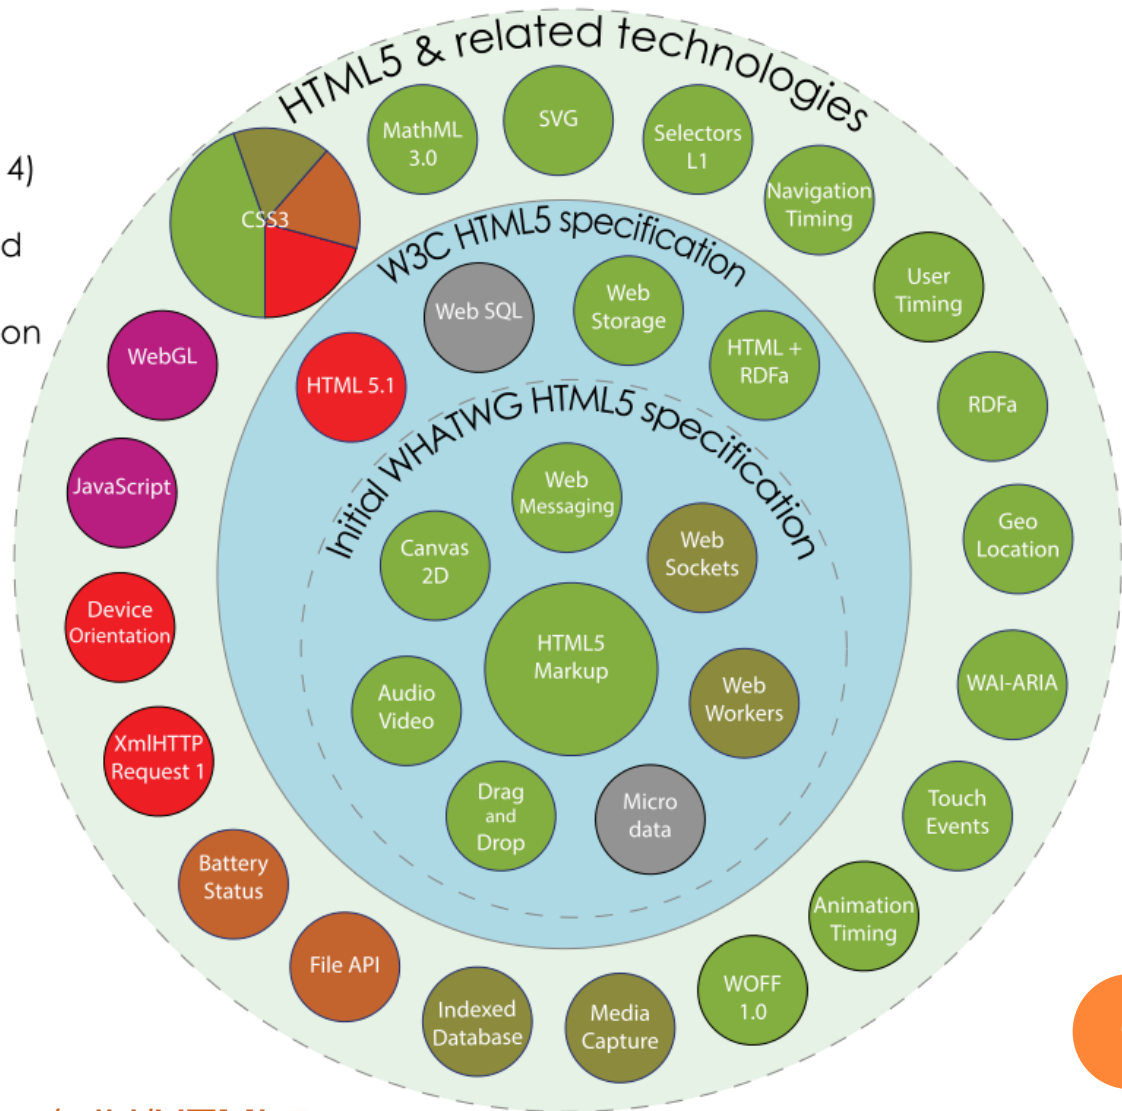 HTML5 & related technologies
4)
d
on
MathML
3.0
SVG
Selectors
L1
Navigation
Timing
CSS3
User
Timing
W3C HTML5 specification
Web SQL
Web
Storage
HTML +
RDFa
WebGL
HTML 5.1
RDFa
Initial WHATWG HTML5 specification
JavaScript
Web
Messaging
Geo
Location
Canvas
2D
Web
Sockets
Device
Orientation
HTML5
Markup
WAI-ARIA
Audio
Video
Web
Workers
XmlHTTP
Request 1
Drag
and
Drop
Micro
data
Touch
Events
Battery
Status
Animation
Timing
File API
WOFF
1.0
Indexed
Database
Media
Capture